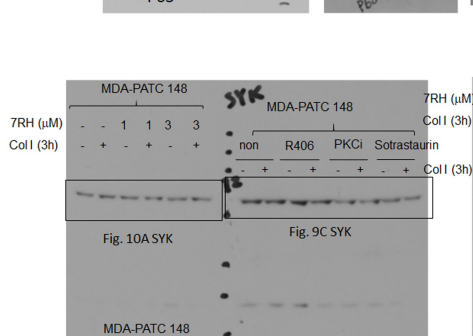 SYK
MDA-PATC 148
7RH (μM) - - 1 1 3 3
Col I (3h) - + - + - +
MDA-PATC 148
7RH (μM)
Col I (3h)
non R406 PKCi Sotrastaurin
- + - + - + - + Col I (3h)
Fig. 10A SYK
Fig. 9C SYK
MDA-PATC 148